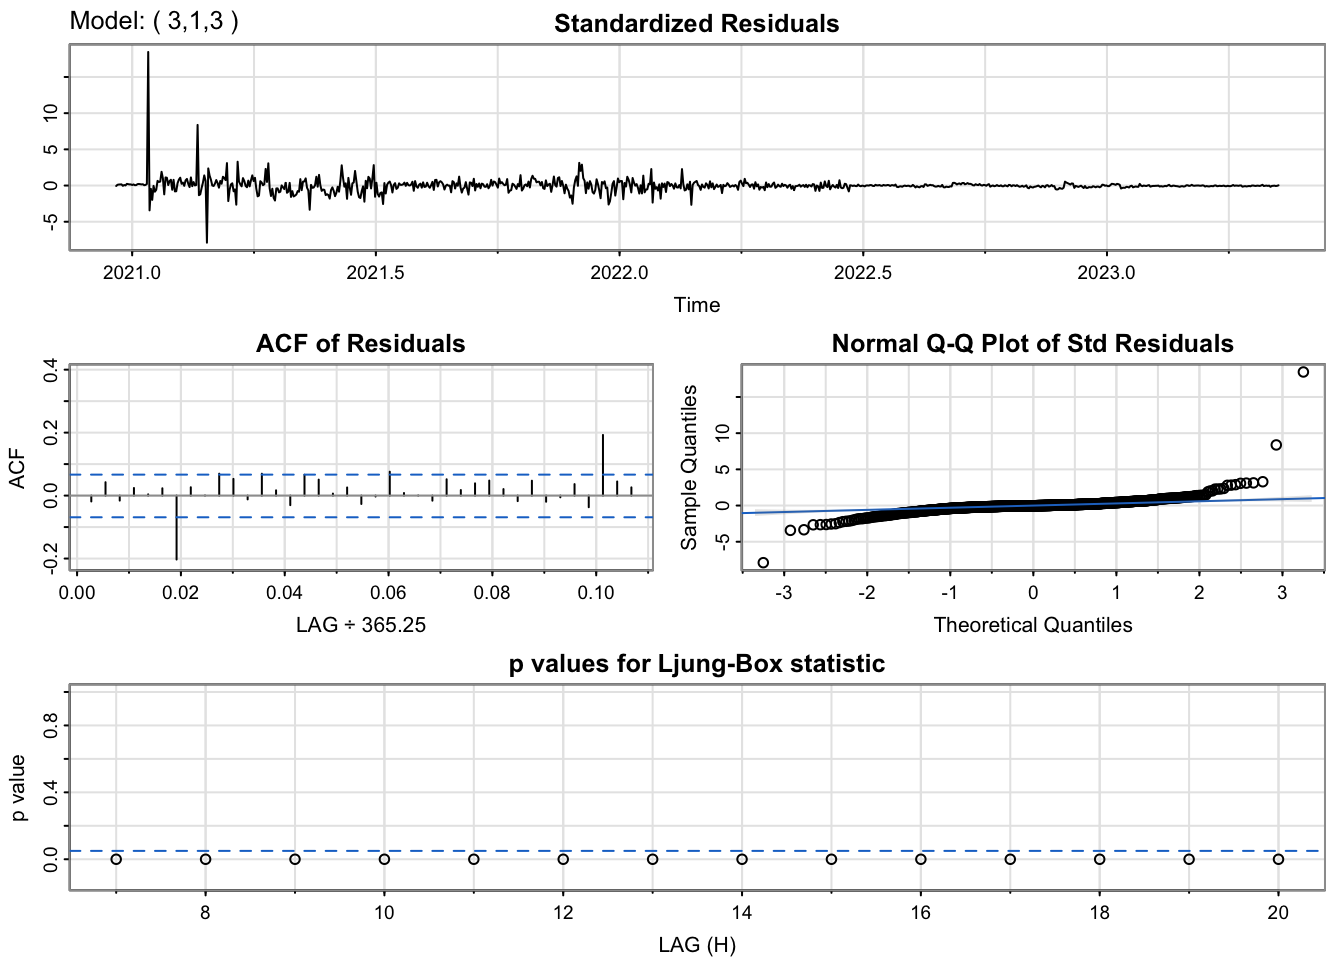 Model: ( 3,1,3 )
Standardized Residuals
10
5
0
-5
2021.0 2021.5 2022.0 2022.5 2023.0
Time
ACF of Residuals
ACF
0.4
0.2
0.0
-0.2
0.00 0.02 0.04 0.06 0.08 0.10
LAG ÷ 365.25
Normal Q-Q Plot of Std Residuals
Sample Quantiles
10
5
0
-5
-3 -2 -1 0 1 2 3
Theoretical Quantiles
p values for Ljung-Box statistic
p value
0.8
0.4
0.0
8 10 12 14 16 18 20
LAG (H)